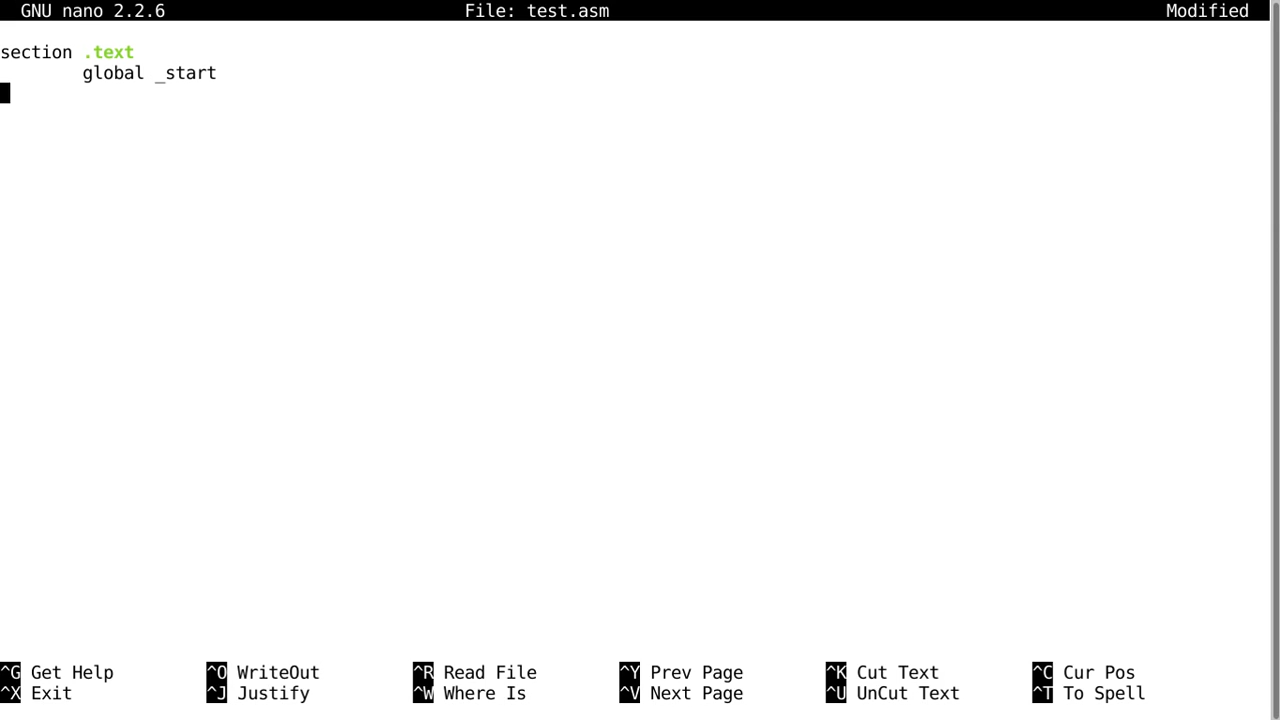 GNU nano 2.2.6 File: test.asm Modified
section .text
global _start
^G Get Help ^O WriteOut ^R Read File ^Y Prev Page ^K Cut Text ^C Cur Pos
^X Exit ^J Justify ^W Where Is ^V Next Page ^U UnCut Text ^T To Spell